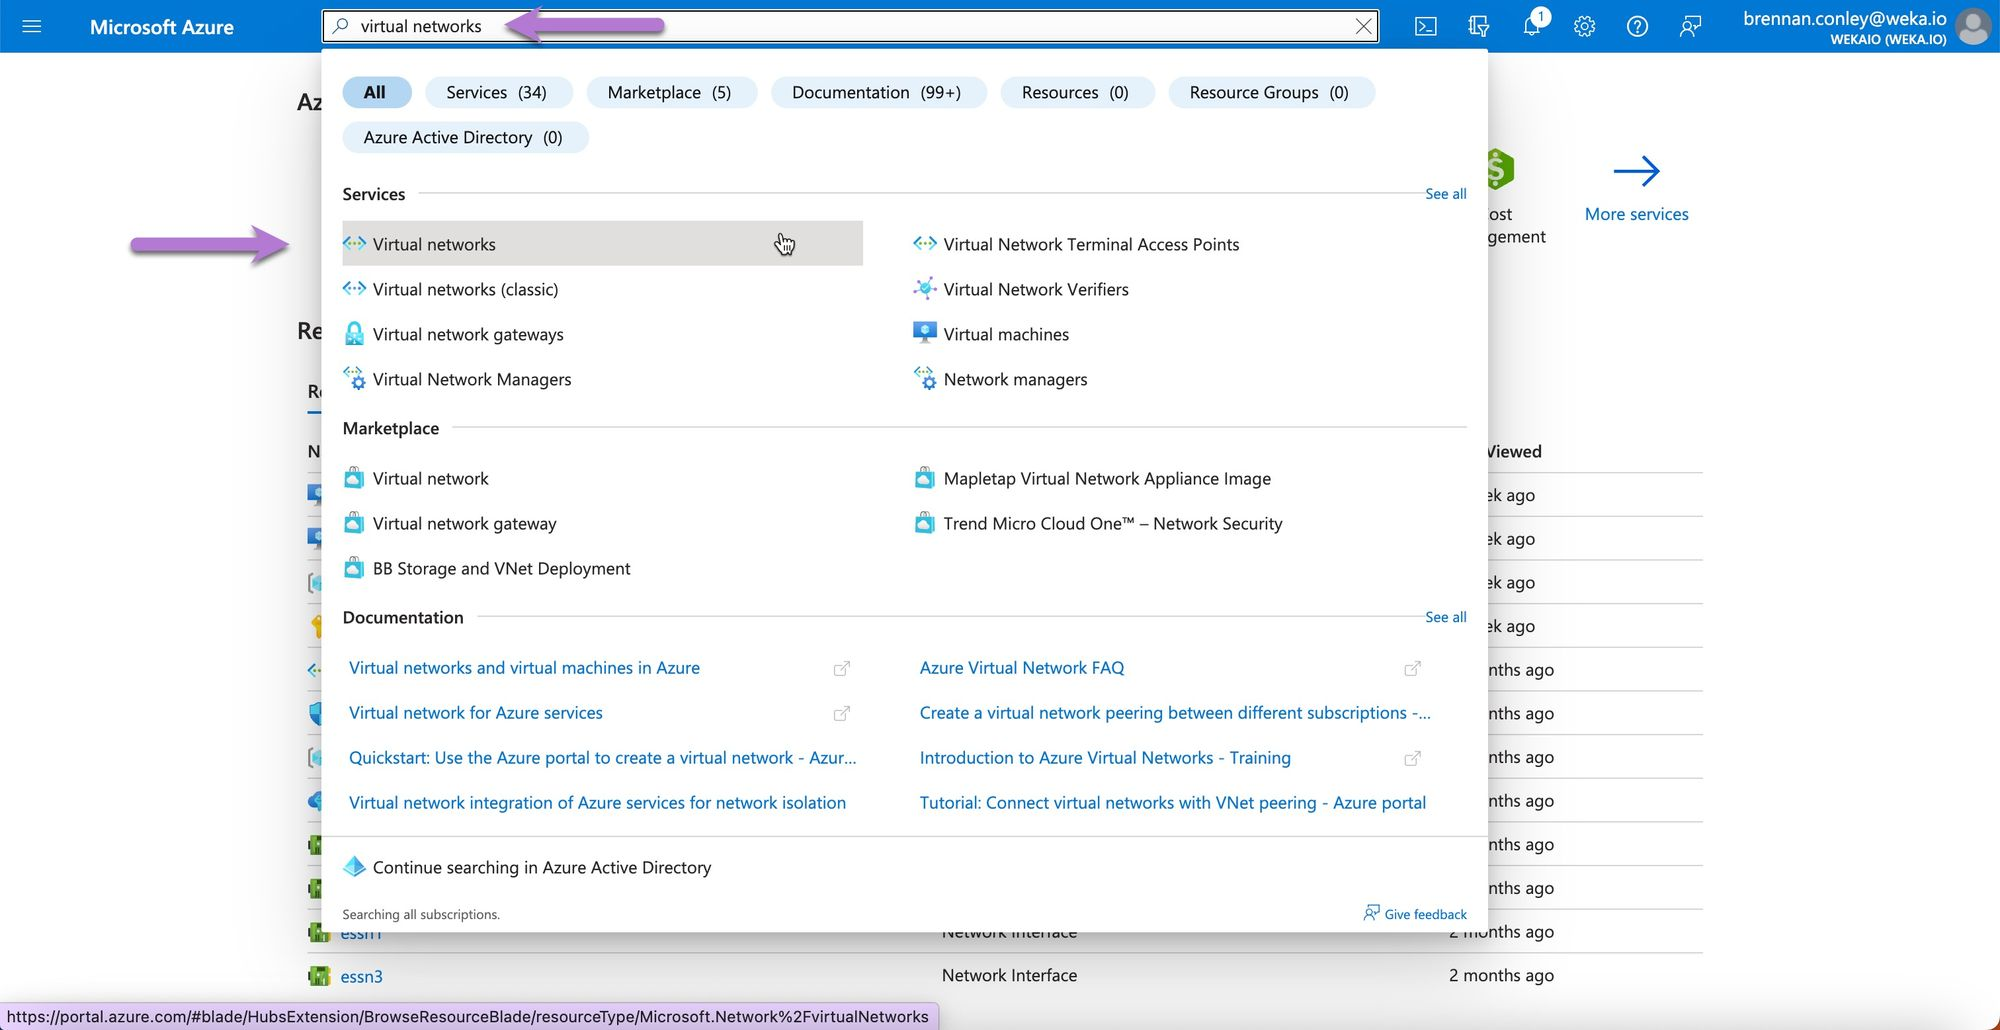 Microsoft Azure
virtual networks
1
brennan.conley@weka.io
WEKAIO (WEKA.IO)
Az
All
Services (34)
Marketplace (5)
Documentation (99+)
Resources (0)
Resource Groups (0)
Azure Active Directory (0)
Services
See all
Virtual networks
Virtual Network Terminal Access Points
Virtual networks (classic)
Virtual Network Verifiers
Virtual network gateways
Virtual machines
Virtual Network Managers
Network managers
ost
gement
More services
Re
Marketplace
N
Viewed
Virtual network
Mapletap Virtual Network Appliance Image
Virtual network gateway
Trend Micro Cloud One™ – Network Security
BB Storage and VNet Deployment
ek ago
ek ago
ek ago
ek ago
Documentation
See all
Virtual networks and virtual machines in Azure
Azure Virtual Network FAQ
nths ago
Virtual network for Azure services
Create a virtual network peering between different subscriptions -...
nths ago
Quickstart: Use the Azure portal to create a virtual network - Azur...
Introduction to Azure Virtual Networks - Training
nths ago
Virtual network integration of Azure services for network isolation
Tutorial: Connect virtual networks with VNet peering - Azure portal
nths ago
nths ago
Continue searching in Azure Active Directory
nths ago
Searching all subscriptions.
Give feedback
essn1
Network Interface
2 months ago
essn3
Network Interface
2 months ago
https://portal.azure.com/#blade/HubsExtension/BrowseResourceBlade/resourceType/Microsoft.Network%2FvirtualNetworks